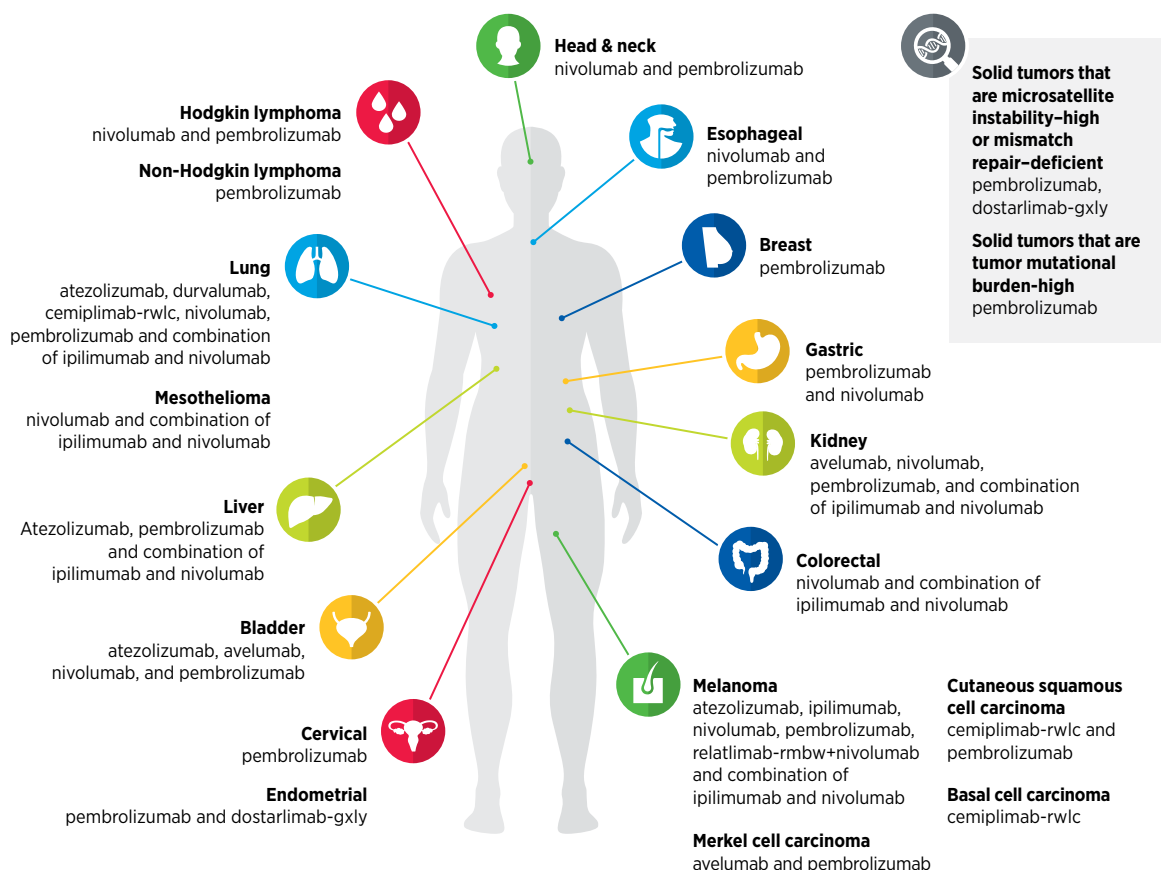 Head & neck
nivolumab and pembrolizumab
Hodgkin lymphoma
nivolumab and pembrolizumab
Non-Hodgkin lymphoma
pembrolizumab
Lung
atezolizumab, durvalumab,
cemiplimab-rwlc, nivolumab,
pembrolizumab and combination
of ipilimumab and nivolumab
Mesothelioma
nivolumab and combination of
ipilimumab and nivolumab
Liver
Atezolizumab, pembrolizumab
and combination of
ipilimumab and nivolumab
Bladder
atezolizumab, avelumab,
nivolumab, and pembrolizumab
Cervical
pembrolizumab
Endometrial
pembrolizumab and dostarlimab-gxly
Esophageal
nivolumab and
pembrolizumab
Breast
pembrolizumab
Gastric
pembrolizumab
and nivolumab
Kidney
avelumab, nivolumab,
pembrolizumab, and combination
of ipilimumab and nivolumab
Colorectal
nivolumab and combination of
ipilimumab and nivolumab
Melanoma
atezolizumab, ipilimumab,
nivolumab, pembrolizumab,
relatlimab-rmbw+nivolumab
and combination of
ipilimumab and nivolumab
Merkel cell carcinoma
avelumab and pembrolizumab
Cutaneous squamous
cell carcinoma
cemiplimab-rwlc and
pembrolizumab
Basal cell carcinoma
cemiplimab-rwlc
Solid tumors that
are microsatellite
instability–high
or mismatch
repair–deficient
pembrolizumab,
dostarlimab-gxly
Solid tumors that are
tumor mutational
burden-high
pembrolizumab